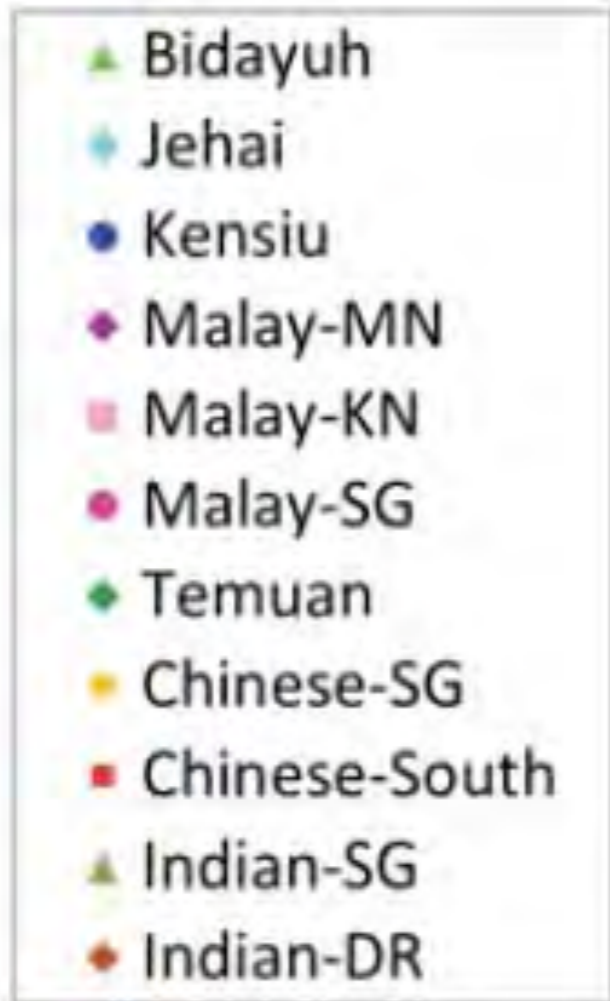 Bidayuh
Jehai
Kensiu
Malay-MN
Malay-KN
Malay-SG
Temuan
Chinese-SG
Chinese-South
Indian-SG
Indian-DR